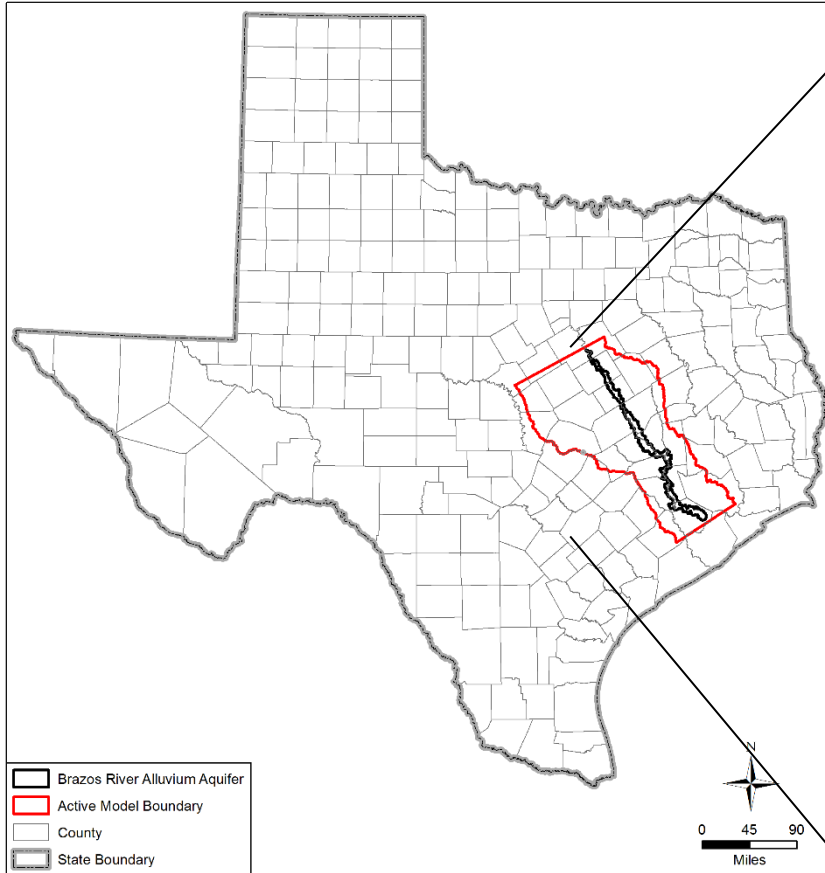 N
0 45 90
Miles
Brazos River Alluvium Aquifer
Active Model Boundary
County
State Boundary